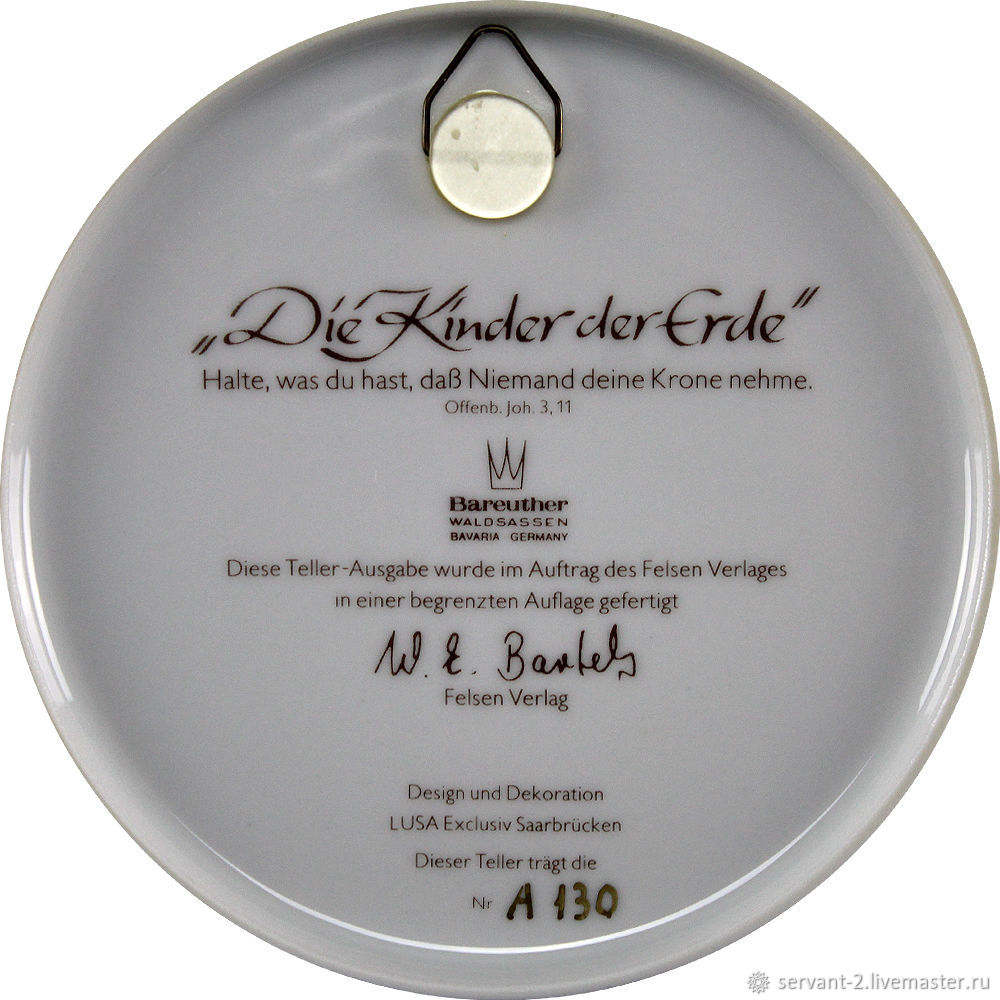 „Die Kinder der Erde"
Halte, was du hast, daß Niemand deine Krone nehme.
Offenb. Joh. 3, 11
Bareuther
WALDSASSEN
BAVARIA GERMANY
Diese Teller-Ausgabe wurde im Auftrag des Felsen Verlages
in einer begrenzten Auflage gefertigt
W. E. Bartels
Felsen Verlag
Design und Dekoration
LUSA Exclusiv Saarbrücken
Dieser Teller trägt die
Nr A 130
servant-2.livemaster.ru